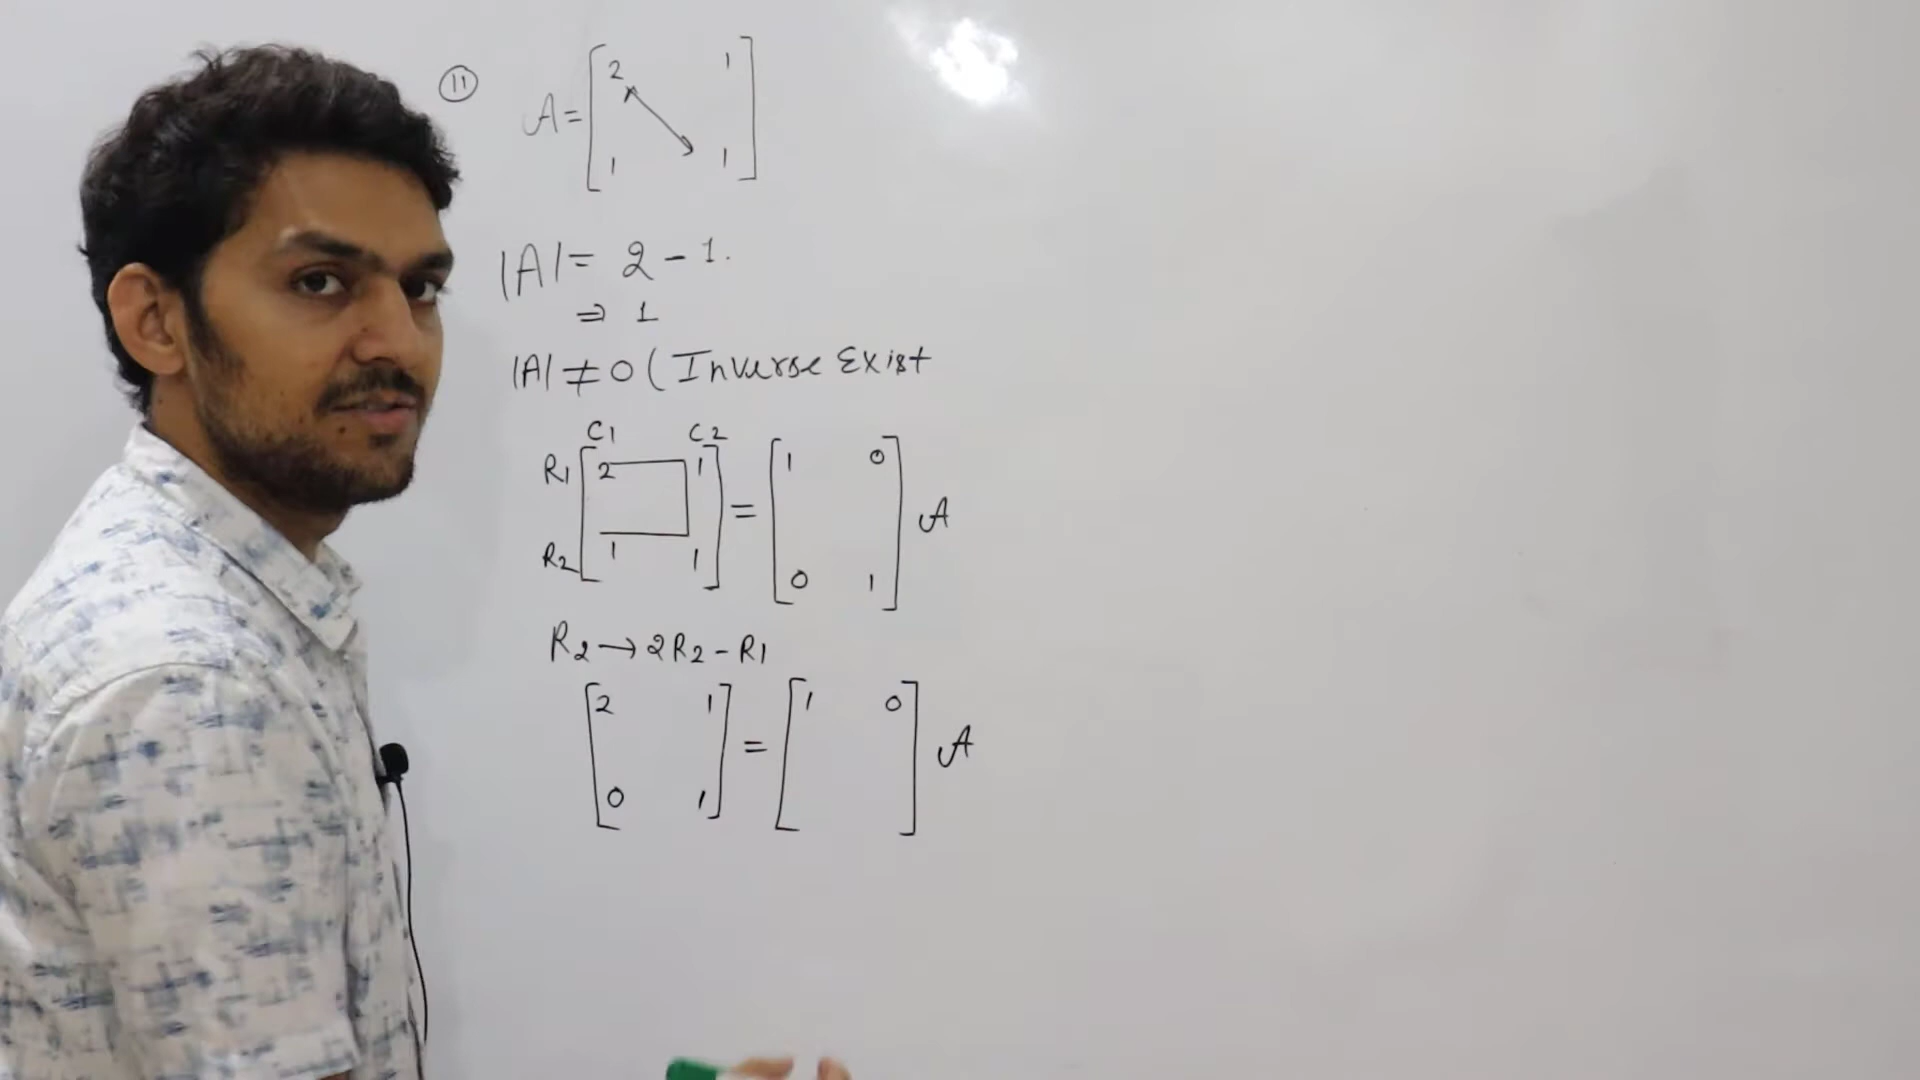 11
A = [ 2 1
1 1 ]
|A| = 2 - 1.
⇒ 1
|A| ≠ 0 ( Inverse Exist
C1 C2
R1 [ 2 1 ] = [ 1 0 ] A
R2 [ 1 1 ] [ 0 1 ]
R2 → 2R2 - R1
[ 2 1 ] = [ 1 0 ] A
[ 0 1 ]